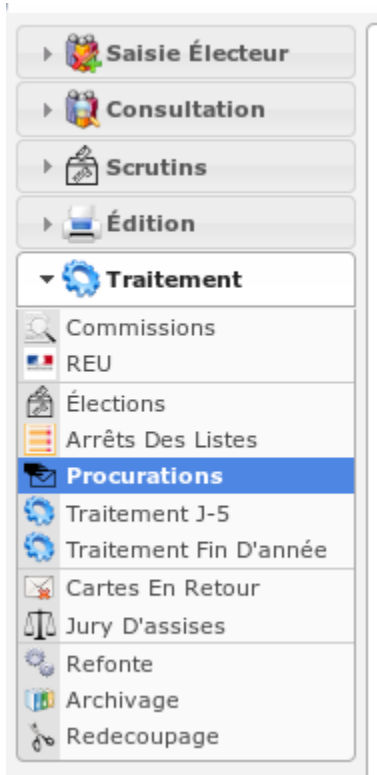 Saisie Électeur
Consultation
Scrutins
Édition
Traitement
Commissions
REU
Élections
Arrêts Des Listes
Procurations
Traitement J-5
Traitement Fin D'année
Cartes En Retour
Jury D'assises
Refonte
Archivage
Redecoupage